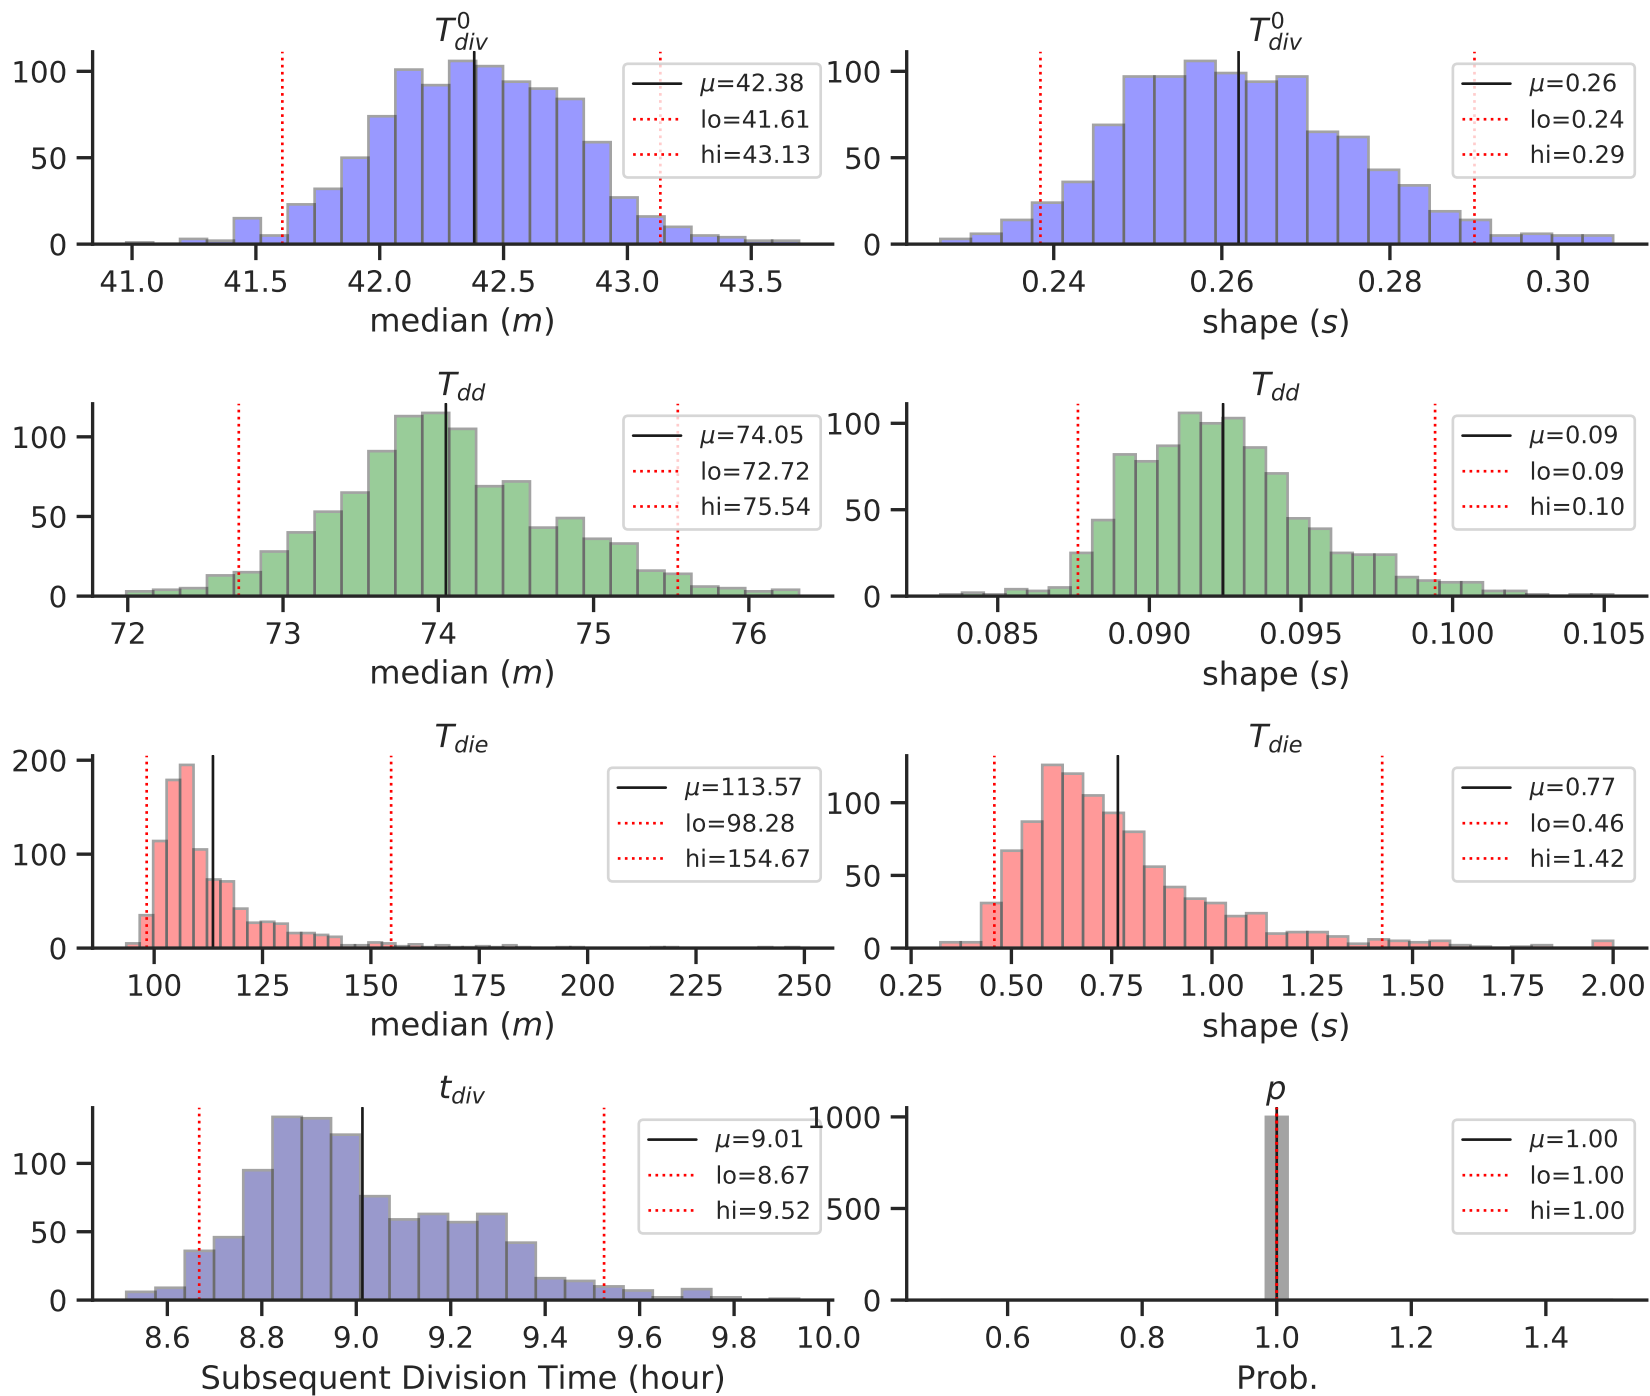 T⁰div
100
50
0
μ=42.38
lo=41.61
hi=43.13
41.0 41.5 42.0 42.5 43.0 43.5
median (m)
T⁰div
100
50
0
μ=0.26
lo=0.24
hi=0.29
0.24 0.26 0.28 0.30
shape (s)
Tdd
100
50
0
μ=74.05
lo=72.72
hi=75.54
72 73 74 75 76
median (m)
Tdd
100
50
0
μ=0.09
lo=0.09
hi=0.10
0.085 0.090 0.095 0.100 0.105
shape (s)
Tdie
200
100
0
μ=113.57
lo=98.28
hi=154.67
100 125 150 175 200 225 250
median (m)
Tdie
100
50
0
μ=0.77
lo=0.46
hi=1.42
0.25 0.50 0.75 1.00 1.25 1.50 1.75 2.00
shape (s)
tdiv
100
50
0
μ=9.01
lo=8.67
hi=9.52
8.6 8.8 9.0 9.2 9.4 9.6 9.8 10.0
Subsequent Division Time (hour)
p
1000
500
0
μ=1.00
lo=1.00
hi=1.00
0.6 0.8 1.0 1.2 1.4
Prob.